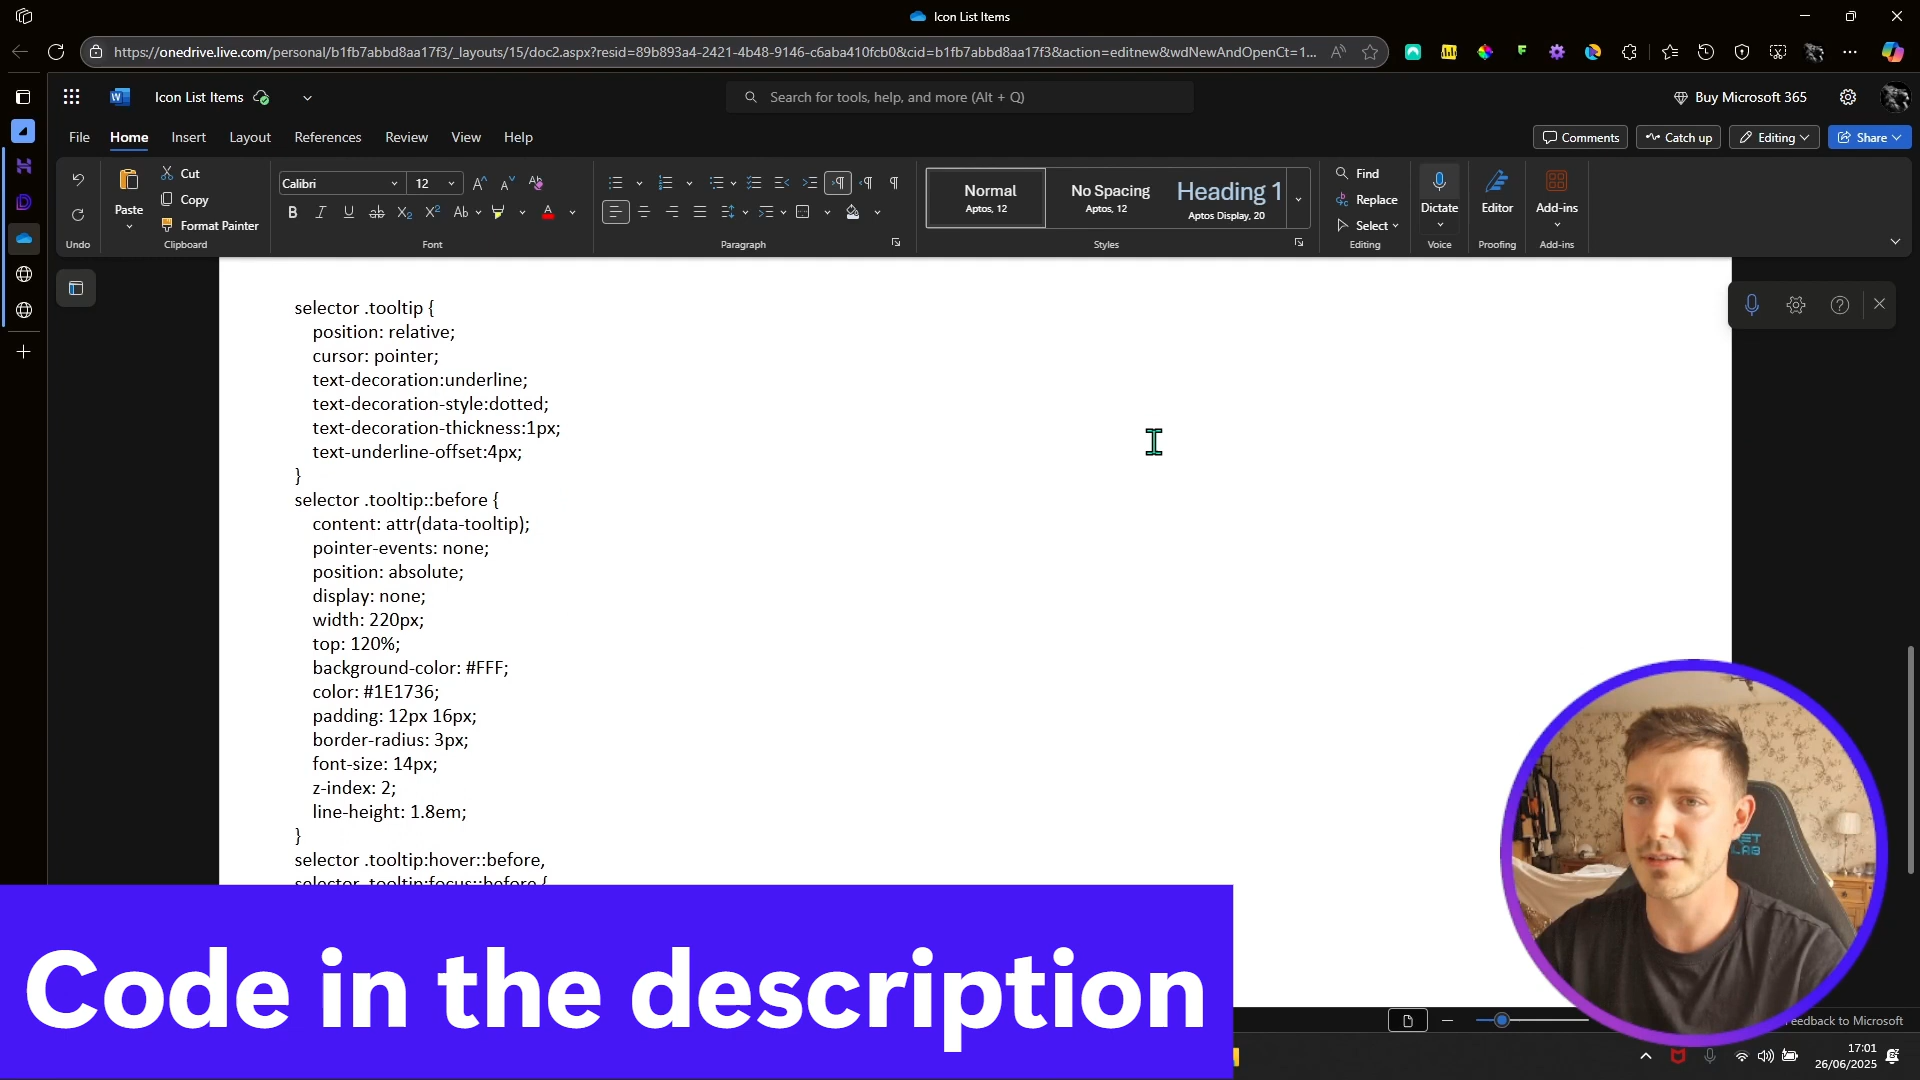 Icon List Items
https://onedrive.live.com/personal/b1fb7abbd8aa17f3/_layouts/15/doc2.aspx?resid=89b893a4-2421-4b48-9146-c6aba410fcb0&cid=b1fb7abbd8aa17f3&action=editnew&wdNewAndOpenCt=1...
Icon List Items
Search for tools, help, and more (Alt + Q)
Buy Microsoft 365
File Home Insert Layout References Review View Help
Comments Catch up Editing Share
Paste Cut Copy Format Painter
Calibri 12
Normal Aptos, 12
No Spacing Aptos, 12
Heading 1 Aptos Display, 20
Find Replace Select
Dictate Editor Add-ins
Undo Clipboard Font Paragraph Styles Editing Voice Proofing Add-ins
selector .tooltip {
position: relative;
cursor: pointer;
text-decoration:underline;
text-decoration-style:dotted;
text-decoration-thickness:1px;
text-underline-offset:4px;
}
selector .tooltip::before {
content: attr(data-tooltip);
pointer-events: none;
position: absolute;
display: none;
width: 220px;
top: 120%;
background-color: #FFF;
color: #1E1736;
padding: 12px 16px;
border-radius: 3px;
font-size: 14px;
z-index: 2;
line-height: 1.8em;
}
selector .tooltip:hover::before,
selector .tooltip:focus::before {
Code in the description
eedback to Microsoft
17:01
26/06/2025